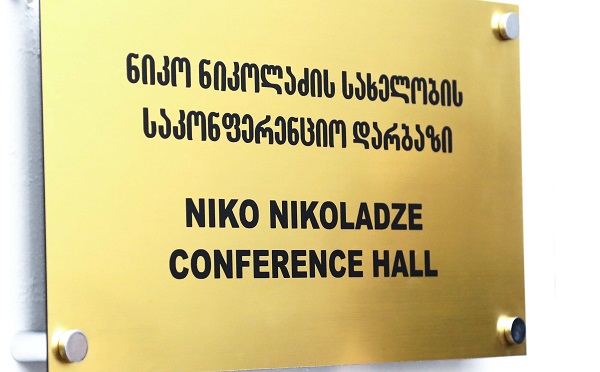 ნიკო ნიკოლაძის სახელობის
საკონფერენციო დარბაზი
NIKO NIKOLADZE
CONFERENCE HALL